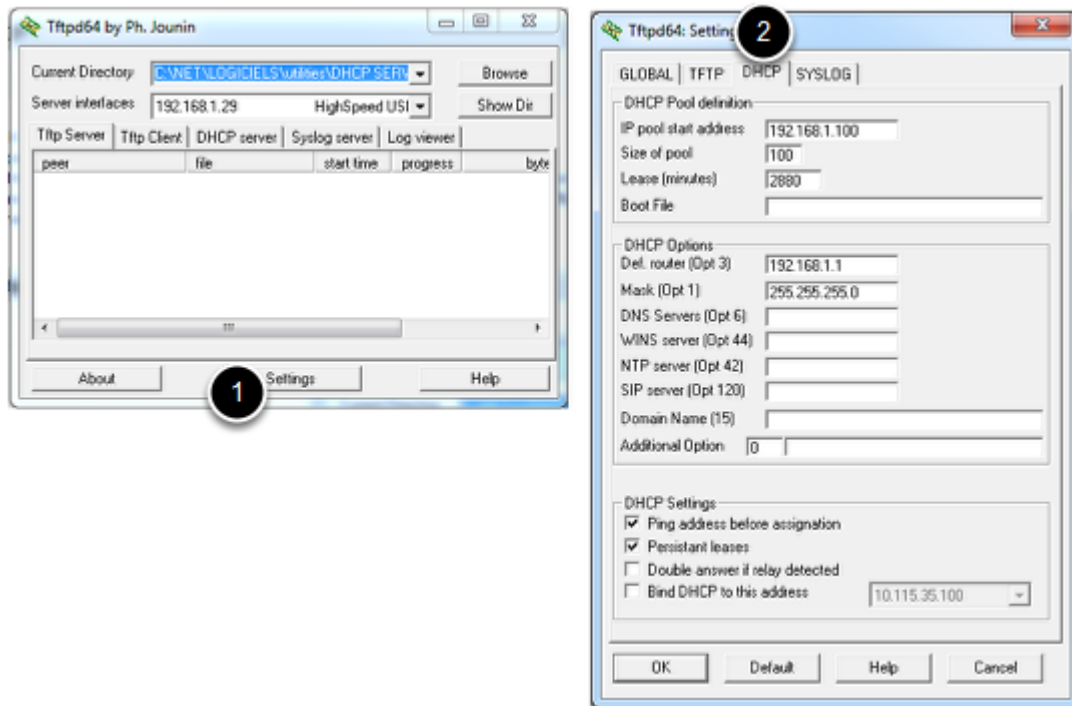 Tftpd64 by Ph. Jounin
Current Directory C:\NET\LOGICIELS\utilities\DHCP SER Browse
Server interfaces 192.168.1.29 HighSpeed USI Show Dir
Tftp Server Tftp Client DHCP server Syslog server Log viewer
peer file start time progress byte
About Settings Help
1
Tftpd64: Settin
2
GLOBAL TFTP DHCP SYSLOG
DHCP Pool definition
IP pool start address 192.168.1.100
Size of pool 100
Lease (minutes) 2880
Boot File
DHCP Options
Def. router (Opt 3) 192.168.1.1
Mask (Opt 1) 255.255.255.0
DNS Servers (Opt 6)
WINS server (Opt 44)
NTP server (Opt 42)
SIP server (Opt 120)
Domain Name (15)
Additional Option 0
DHCP Settings
Ping address before assignation
Persistant leases
Double answer if relay detected
Bind DHCP to this address 10.115.35.100
OK Default Help Cancel